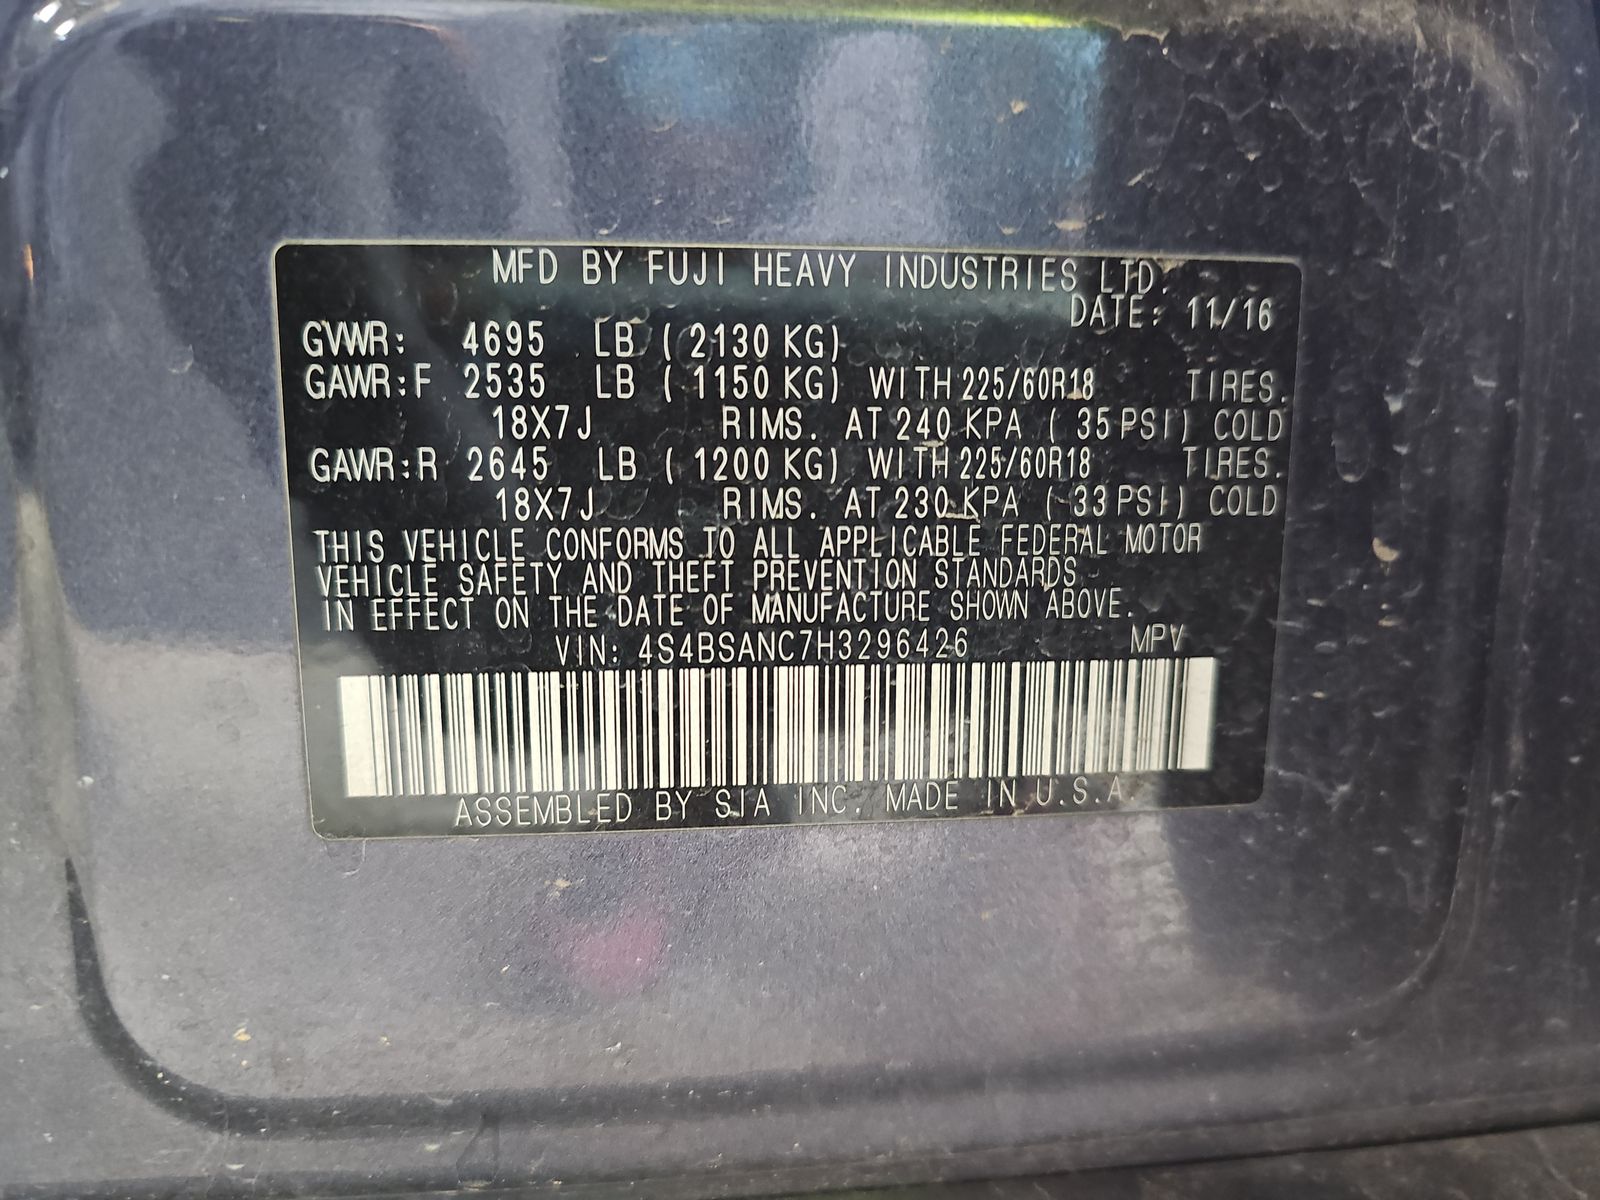 MFD BY FUJI HEAVY INDUSTRIES LTD.
DATE: 11/16
GVWR: 4695 LB ( 2130 KG)
GAWR:F 2535 LB ( 1150 KG) WITH 225/60R18 TIRES.
18X7J RIMS. AT 240 KPA ( 35 PSI) COLD
GAWR:R 2645 LB ( 1200 KG) WITH 225/60R18 TIRES.
18X7J RIMS. AT 230 KPA ( 33 PSI) COLD
THIS VEHICLE CONFORMS TO ALL APPLICABLE FEDERAL MOTOR
VEHICLE SAFETY AND THEFT PREVENTION STANDARDS
IN EFFECT ON THE DATE OF MANUFACTURE SHOWN ABOVE.
VIN: 4S4BSANC7H3296426 MPV
ASSEMBLED BY SIA INC. MADE IN U.S.A.